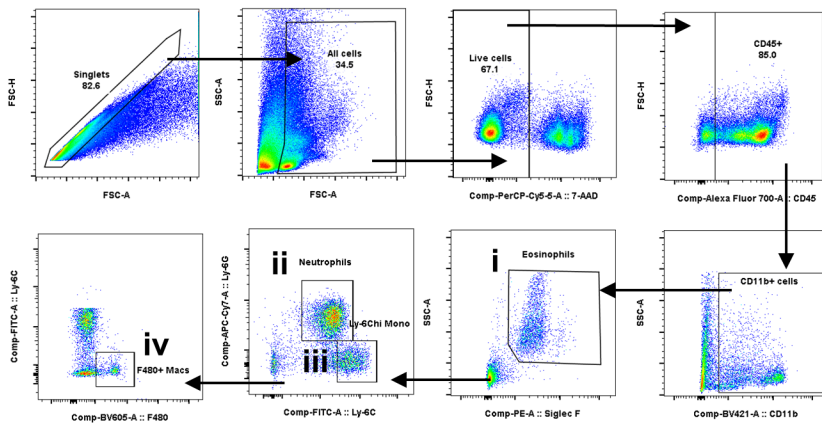 FSC-H
Singlets
82.6
FSC-A
SSC-A
All cells
34.5
FSC-A
FSC-H
Live cells
67.1
Comp-PerCP-Cy5-5-A :: 7-AAD
FSC-H
CD45+
85.0
Comp-Alexa Fluor 700-A :: CD45
Comp-FITC-A :: Ly-6C
iv
F480+ Macs
Comp-BV605-A :: F480
Comp-APC-Cy7-A :: Ly-6G
ii
Neutrophils
Ly-6Chi Mono
iii
Comp-FITC-A :: Ly-6C
SSC-A
i
Eosinophils
Comp-PE-A :: Siglec F
SSC-A
CD11b+ cells
Comp-BV421-A :: CD11b